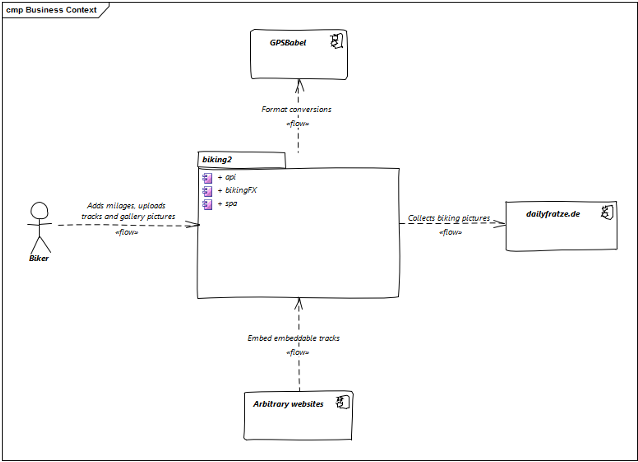 cmp Business Context
GPSBabel
Format conversions
«flow»
biking2
+ api
+ bikingFX
+ spa
Adds milages, uploads
tracks and gallery pictures
«flow»
Biker
Collects biking pictures
«flow»
dailyfratze.de
Embed embeddable tracks
«flow»
Arbitrary websites